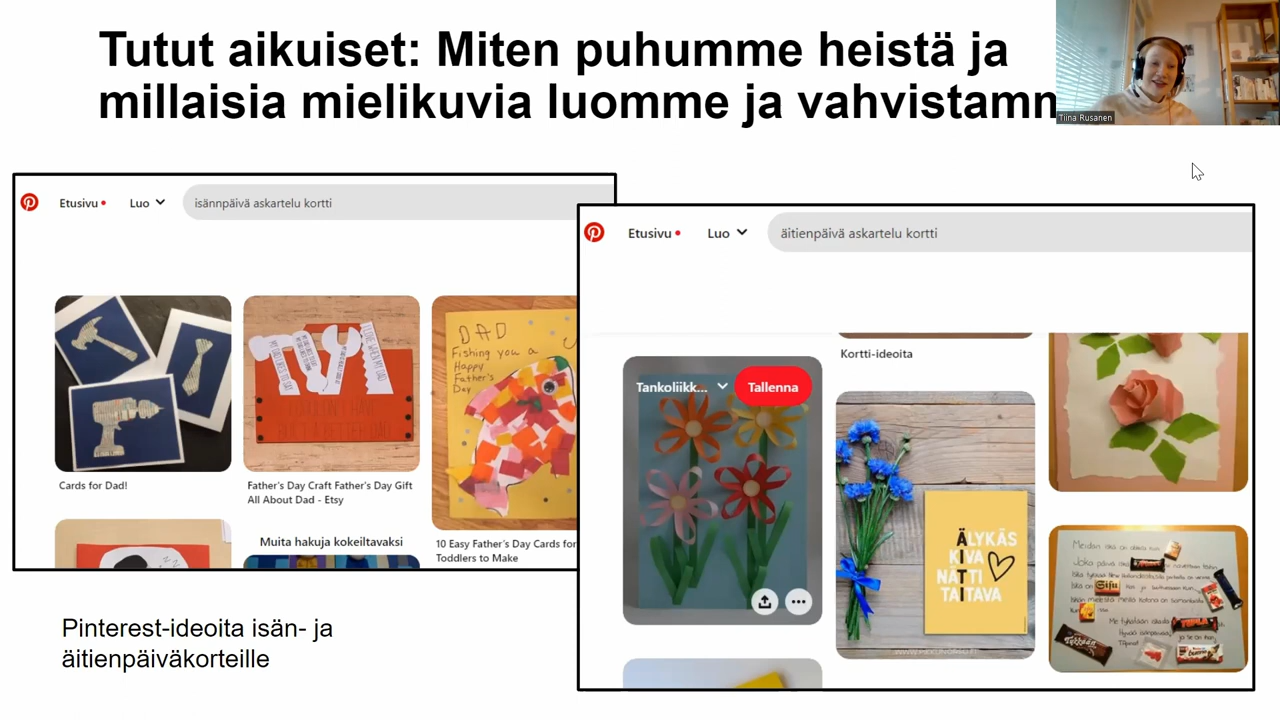 Tutut aikuiset: Miten puhumme heistä ja
millaisia mielikuvia luomme ja vahvistamm
Tiina Rusanen
Etusivu
Luo
isännpäivä askartelu kortti
Cards for Dad!
Father's Day Craft Father's Day Gift
All About Dad - Etsy
Muita hakuja kokeiltavaksi
DAD
Fishing you a
Happy
Father's
Day
10 Easy Father's Day Cards for
Toddlers to Make
Etusivu
Luo
äitienpäivä askartelu kortti
Tankoliikk...
Tallenna
Kortti-ideoita
ÄLYKÄS
KIVA
NÄTTI
TAITAVA
Sisu
TUPLA
Pinterest-ideoita isän- ja
äitienpäiväkorteille